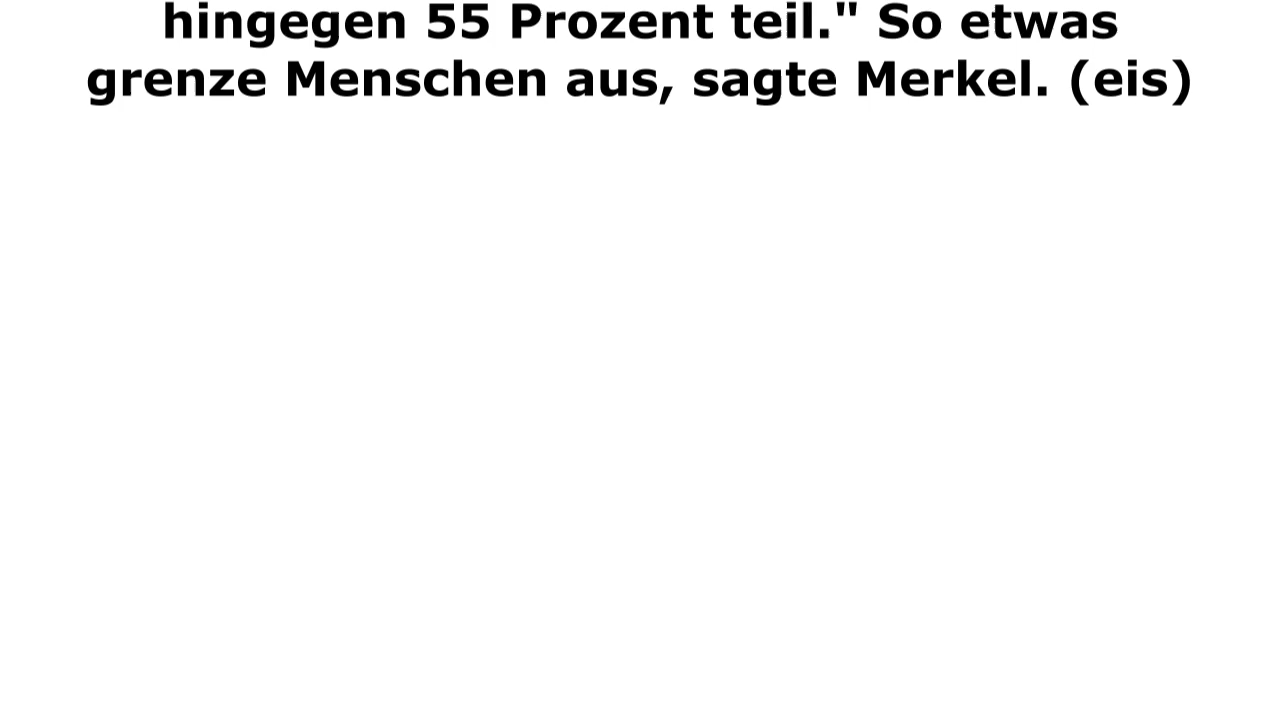 hingegen 55 Prozent teil." So etwas
grenze Menschen aus, sagte Merkel. (eis)